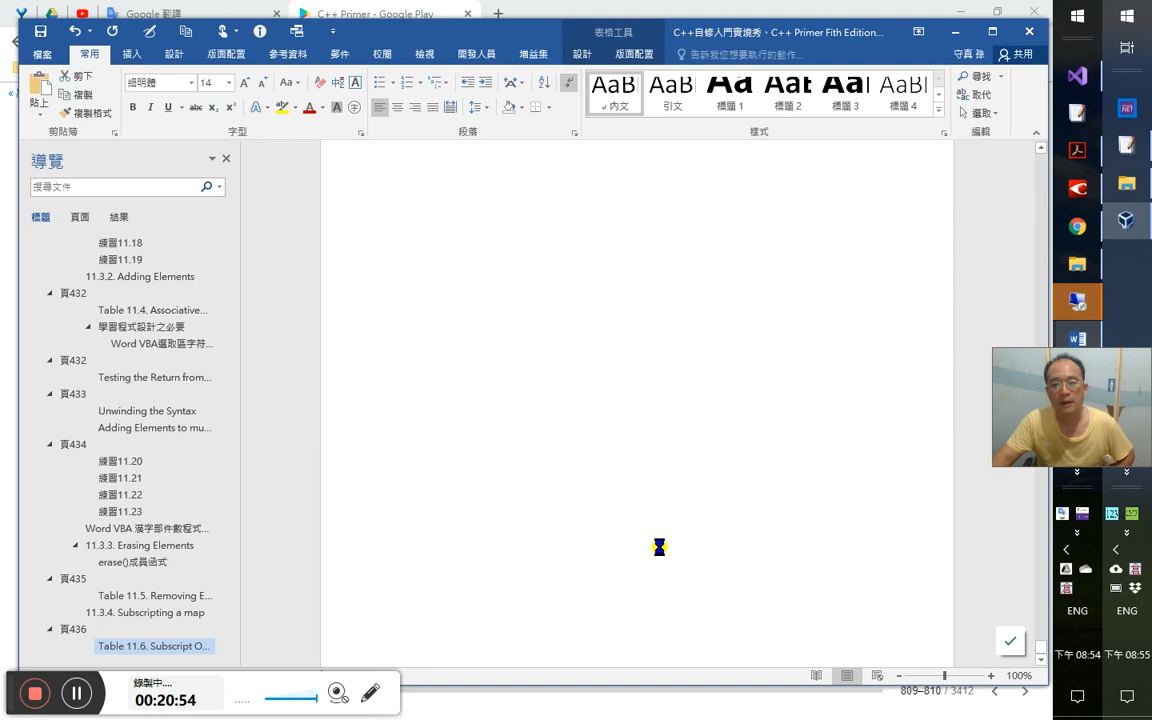 Google 翻譯
C++ Primer - Google Play
表格工具
C++自修入門實境秀、C++ Primer Fith Edition...
檔案
常用
插入
設計
版面配置
參考資料
郵件
校閱
檢視
開發人員
增益集
設計
版面配置
告訴我您想要執行的動作...
守真 孫
共用
貼上
剪下
複製
複製格式
剪貼簿
細明體
14
字型
段落
AaB
內文
AaB
引文
Aa
標題 1
Aat
標題 2
AaI
標題 3
AaBI
標題 4
樣式
尋找
取代
選取
編輯
導覽
搜尋文件
標題
頁面
結果
練習11.18
練習11.19
11.3.2. Adding Elements
頁432
Table 11.4. Associative...
學習程式設計之必要
Word VBA選取區字符...
頁432
Testing the Return from...
頁433
Unwinding the Syntax
Adding Elements to mu...
頁434
練習11.20
練習11.21
練習11.22
練習11.23
Word VBA 漢字部件數程式...
11.3.3. Erasing Elements
erase()成員函式
頁435
Table 11.5. Removing E...
11.3.4. Subscripting a map
頁436
Table 11.6. Subscript O...
錄製中....
00:20:54
100%
809–810 / 3412
ENG
ENG
下午 08:54
下午 08:55